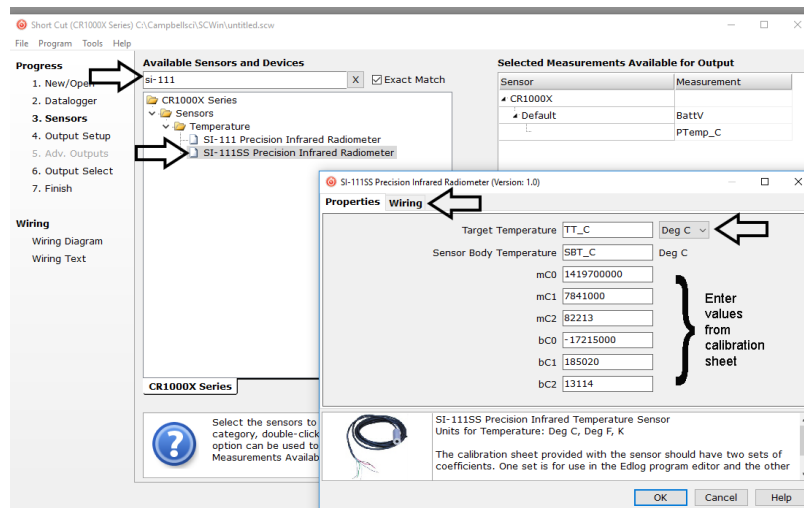 Short Cut (CR1000X Series) C:\Campbellsci\SCWin\untitled.scw
File Program Tools Help
Progress
1. New/Open
2. Datalogger
3. Sensors
4. Output Setup
5. Adv. Outputs
6. Output Select
7. Finish
Wiring
Wiring Diagram
Wiring Text
Available Sensors and Devices
si-111 X Exact Match
CR1000X Series
Sensors
Temperature
SI-111 Precision Infrared Radiometer
SI-111SS Precision Infrared Radiometer
CR1000X Series
Select the sensors to
category, double-click
option can be used to
Measurements Availab
Selected Measurements Available for Output
Sensor Measurement
CR1000X
Default BattV
PTemp_C
SI-111SS Precision Infrared Radiometer (Version: 1.0)
Properties Wiring
Target Temperature TT_C Deg C
Sensor Body Temperature SBT_C Deg C
mC0 1419700000
mC1 7841000
mC2 82213
bC0 -17215000
bC1 185020
bC2 13114
Enter
values
from
calibration
sheet
SI-111SS Precision Infrared Temperature Sensor
Units for Temperature: Deg C, Deg F, K
The calibration sheet provided with the sensor should have two sets of
coefficients. One set is for use in the Edlog program editor and the other
OK Cancel Help